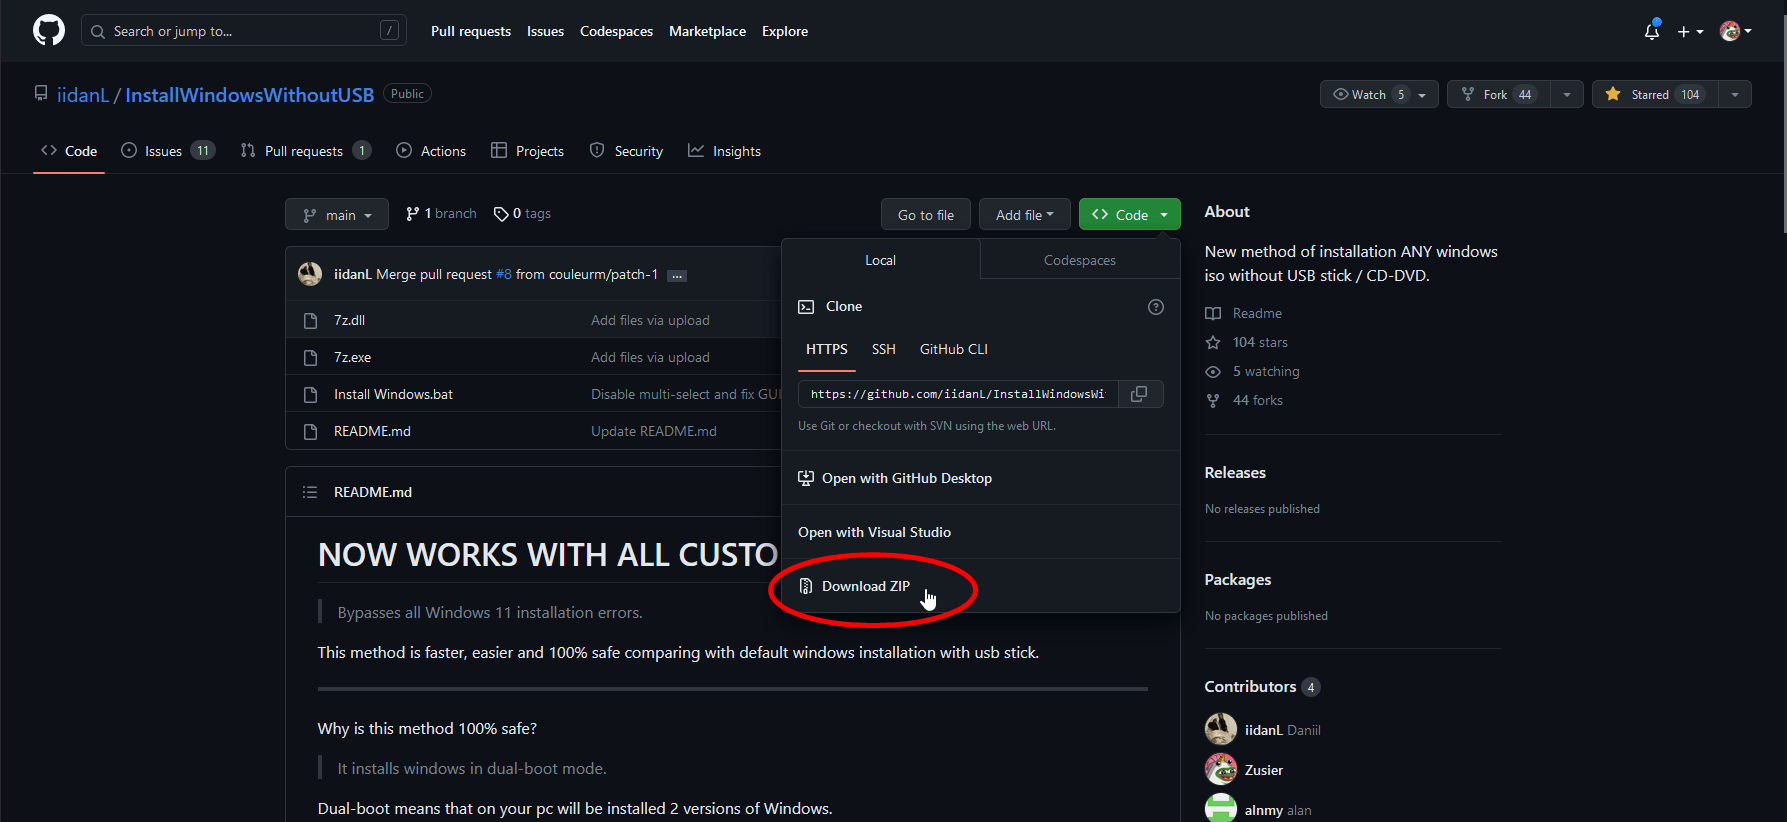 Search or jump to... /
Pull requests Issues Codespaces Marketplace Explore
iidanL / InstallWindowsWithoutUSB Public
Watch 5 Fork 44 Starred 104
Code Issues 11 Pull requests 1 Actions Projects Security Insights
main 1 branch 0 tags
Go to file Add file Code
iidanL Merge pull request #8 from couleurm/patch-1 ...
7z.dll Add files via upload
7z.exe Add files via upload
Install Windows.bat Disable multi-select and fix GUI
README.md Update README.md
README.md
NOW WORKS WITH ALL CUSTO
Bypasses all Windows 11 installation errors.
This method is faster, easier and 100% safe comparing with default windows installation with usb stick.
Why is this method 100% safe?
It installs windows in dual-boot mode.
Dual-boot means that on your pc will be installed 2 versions of Windows.
Local Codespaces
Clone
HTTPS SSH GitHub CLI
https://github.com/iidanL/InstallWindowsWi
Use Git or checkout with SVN using the web URL.
Open with GitHub Desktop
Open with Visual Studio
Download ZIP
About
New method of installation ANY windows
iso without USB stick / CD-DVD.
Readme
104 stars
5 watching
44 forks
Releases
No releases published
Packages
No packages published
Contributors 4
iidanL Daniil
Zusier
alnmy alan